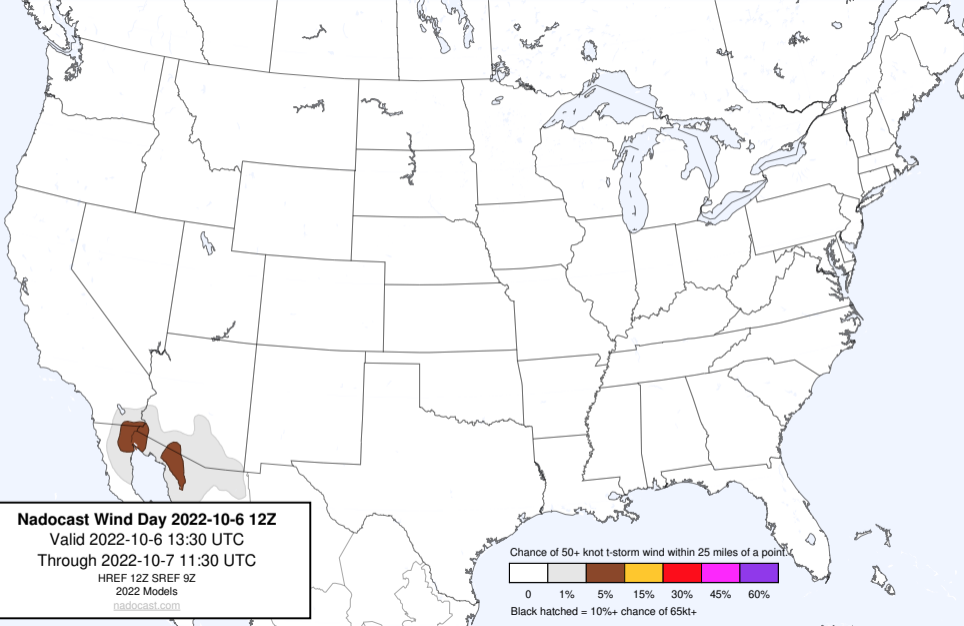 Nadocast Wind Day 2022-10-6 12Z
Valid 2022-10-6 13:30 UTC
Through 2022-10-7 11:30 UTC
HREF 12Z SREF 9Z
2022 Models
nadocast.com
Chance of 50+ knot t-storm wind within 25 miles of a point.
0 1% 5% 15% 30% 45% 60%
Black hatched = 10%+ chance of 65kt+